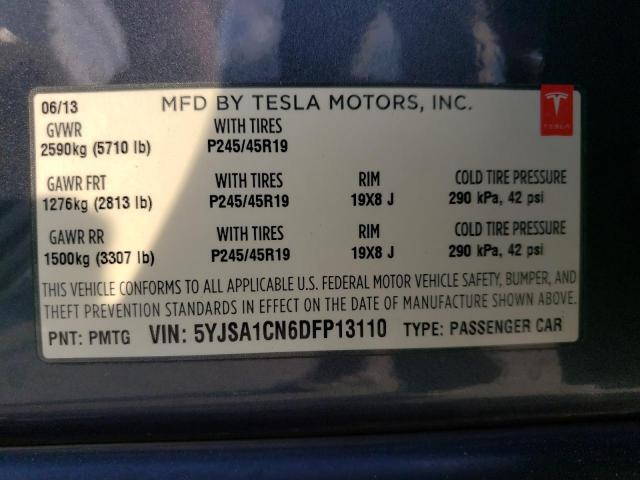 06/13 MFD BY TESLA MOTORS, INC.
GVWR WITH TIRES
2590kg (5710 lb) P245/45R19
TESLA
GAWR FRT WITH TIRES RIM COLD TIRE PRESSURE
1276kg (2813 lb) P245/45R19 19X8 J 290 kPa, 42 psi
GAWR RR WITH TIRES RIM COLD TIRE PRESSURE
1500kg (3307 lb) P245/45R19 19X8 J 290 kPa, 42 psi
THIS VEHICLE CONFORMS TO ALL APPLICABLE U.S. FEDERAL MOTOR VEHICLE SAFETY, BUMPER, AND
THEFT PREVENTION STANDARDS IN EFFECT ON THE DATE OF MANUFACTURE SHOWN ABOVE.
PNT: PMTG VIN: 5YJSA1CN6DFP13110 TYPE: PASSENGER CAR